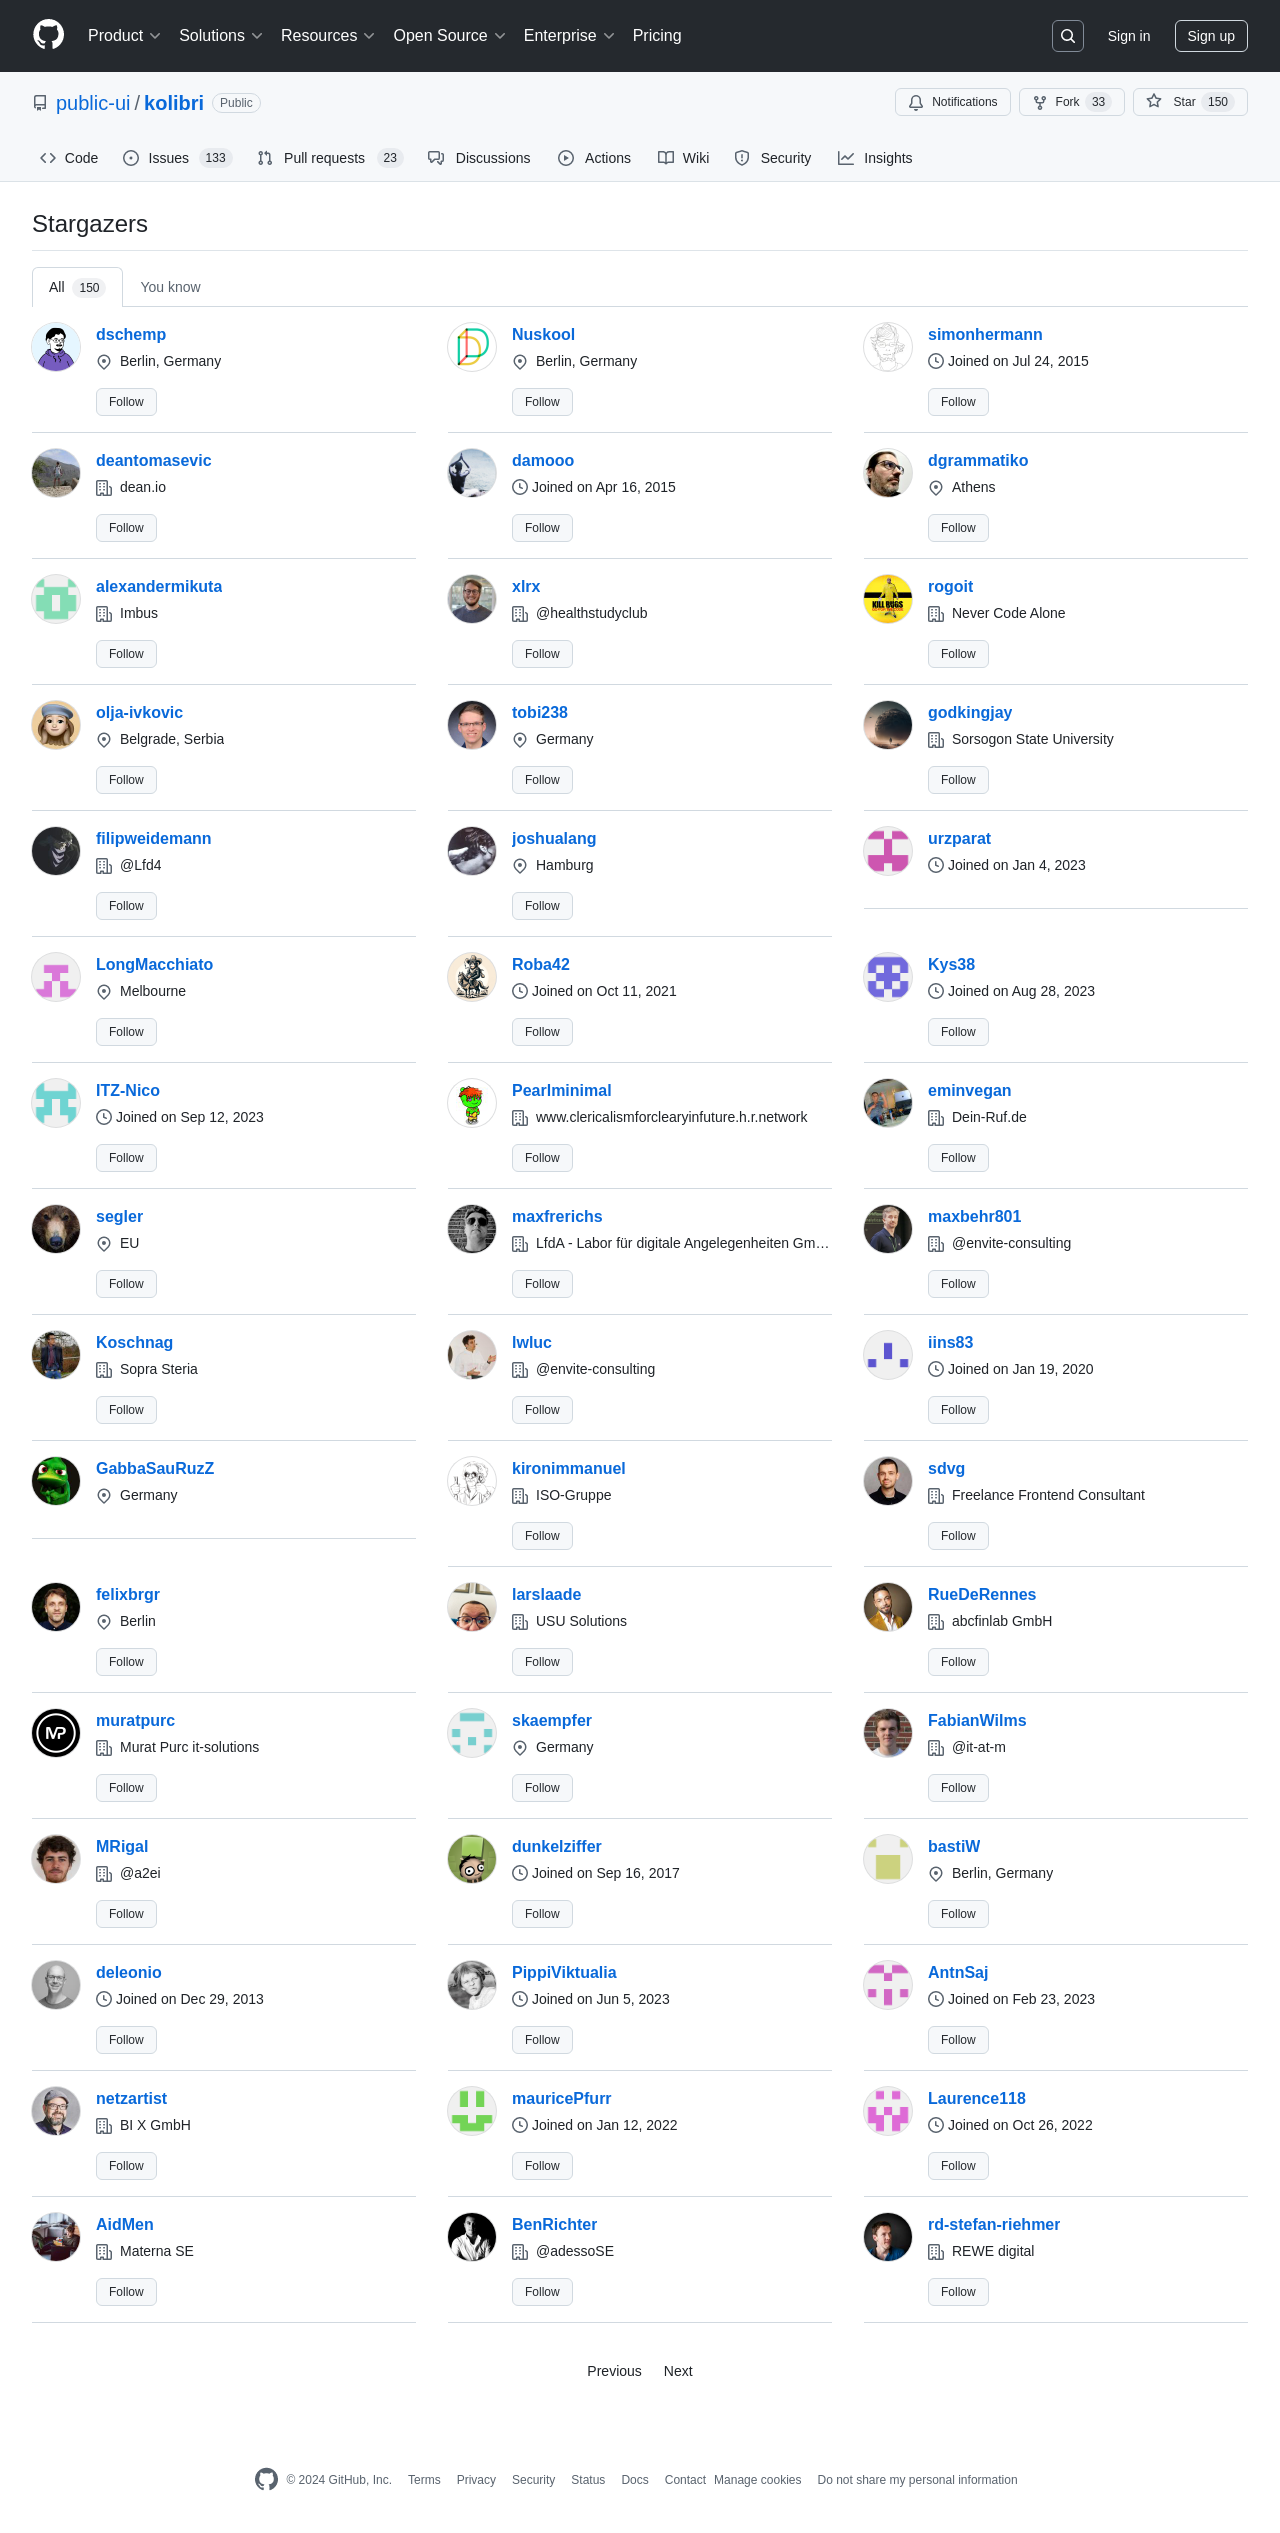 Product Solutions Resources Open Source Enterprise Pricing Sign in Sign up
public-ui / kolibri Public Notifications Fork 33 Star 150
Code Issues 133 Pull requests 23 Discussions Actions Wiki Security Insights
Stargazers
All 150 You know
dschemp Nuskool simonhermann
Berlin, Germany Berlin, Germany Joined on Jul 24, 2015
Follow Follow Follow
deantomasevic damooo dgrammatiko
dean.io Joined on Apr 16, 2015 Athens
Follow Follow Follow
alexandermikuta xlrx rogoit
Imbus @healthstudyclub Never Code Alone
Follow Follow Follow
olja-ivkovic tobi238 godkingjay
Belgrade, Serbia Germany Sorsogon State University
Follow Follow Follow
filipweidemann joshualang urzparat
@Lfd4 Hamburg Joined on Jan 4, 2023
Follow Follow
LongMacchiato Roba42 Kys38
Melbourne Joined on Oct 11, 2021 Joined on Aug 28, 2023
Follow Follow Follow
ITZ-Nico Pearlminimal eminvegan
Joined on Sep 12, 2023 www.clericalismforclearyinfuture.h.r.network Dein-Ruf.de
Follow Follow Follow
segler maxfrerichs maxbehr801
EU LfdA - Labor für digitale Angelegenheiten Gm… @envite-consulting
Follow Follow Follow
Koschnag lwluc iins83
Sopra Steria @envite-consulting Joined on Jan 19, 2020
Follow Follow Follow
GabbaSauRuzZ kironimmanuel sdvg
Germany ISO-Gruppe Freelance Frontend Consultant
Follow Follow
felixbrgr larslaade RueDeRennes
Berlin USU Solutions abcfinlab GmbH
Follow Follow Follow
muratpurc skaempfer FabianWilms
Murat Purc it-solutions Germany @it-at-m
Follow Follow Follow
MRigal dunkelziffer bastiW
@a2ei Joined on Sep 16, 2017 Berlin, Germany
Follow Follow Follow
deleonio PippiViktualia AntnSaj
Joined on Dec 29, 2013 Joined on Jun 5, 2023 Joined on Feb 23, 2023
Follow Follow Follow
netzartist mauricePfurr Laurence118
BI X GmbH Joined on Jan 12, 2022 Joined on Oct 26, 2022
Follow Follow Follow
AidMen BenRichter rd-stefan-riehmer
Materna SE @adessoSE REWE digital
Follow Follow Follow
Previous Next
© 2024 GitHub, Inc. Terms Privacy Security Status Docs Contact Manage cookies Do not share my personal information